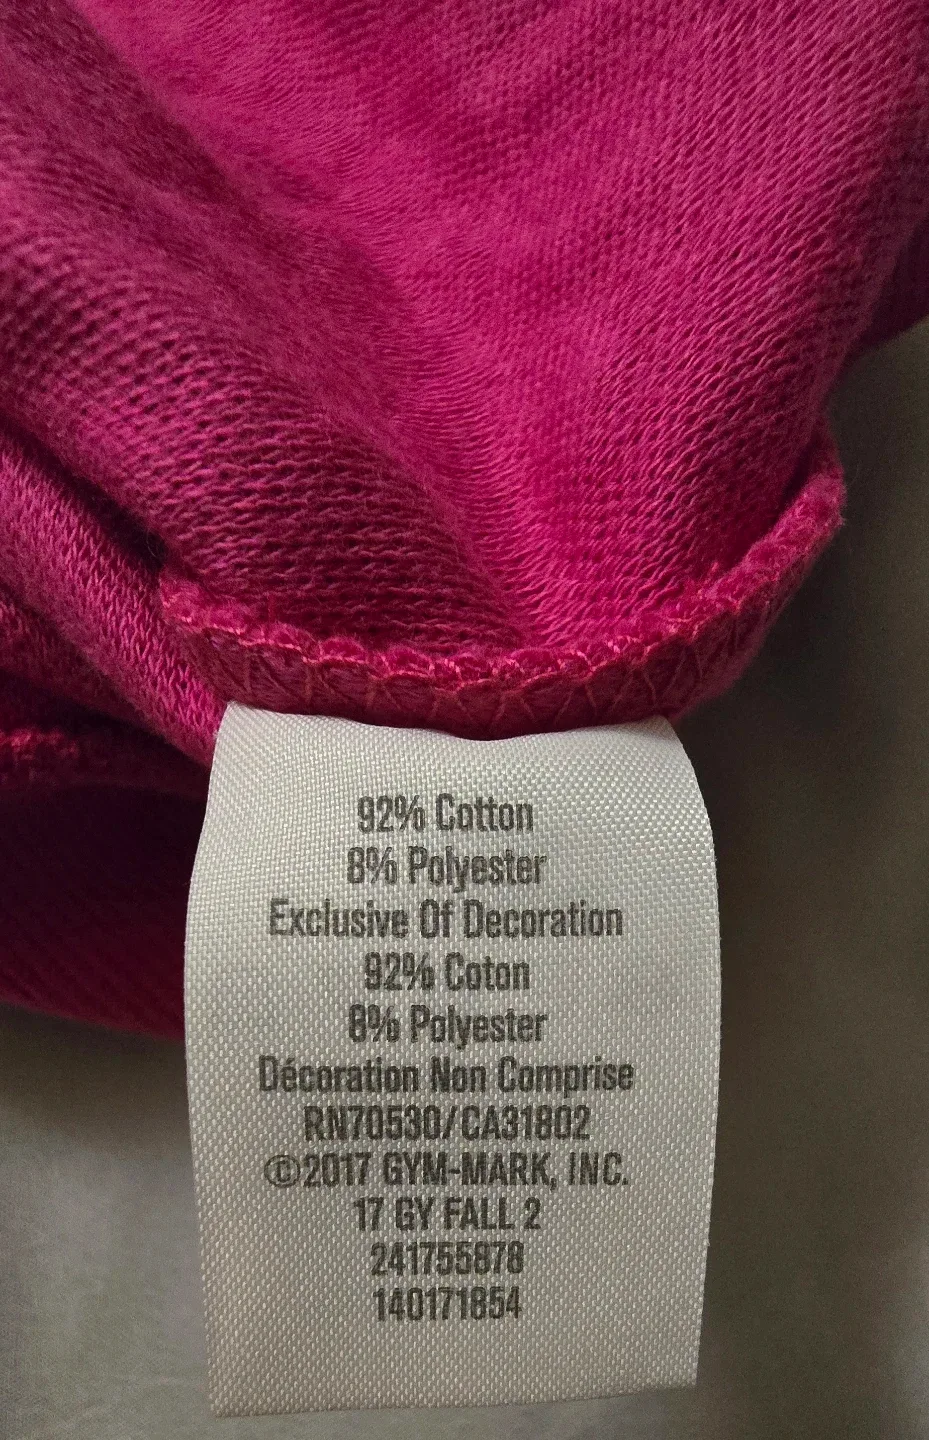 92% Cotton
8% Polyester
Exclusive Of Decoration
92% Coton
8% Polyester
Décoration Non Comprise
RN70530/CA31802
©2017 GYM-MARK, INC.
17 GY FALL 2
241755878
140171854